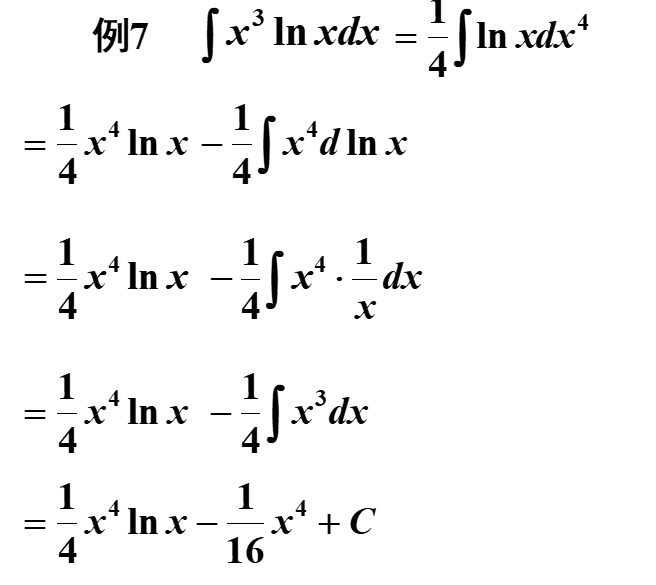 例7 ∫x³ ln xdx = 1/4 ∫ln xdx⁴
= 1/4 x⁴ ln x − 1/4 ∫x⁴d ln x
= 1/4 x⁴ ln x − 1/4 ∫x⁴ · 1/x dx
= 1/4 x⁴ ln x − 1/4 ∫x³dx
= 1/4 x⁴ ln x − 1/16 x⁴ + C